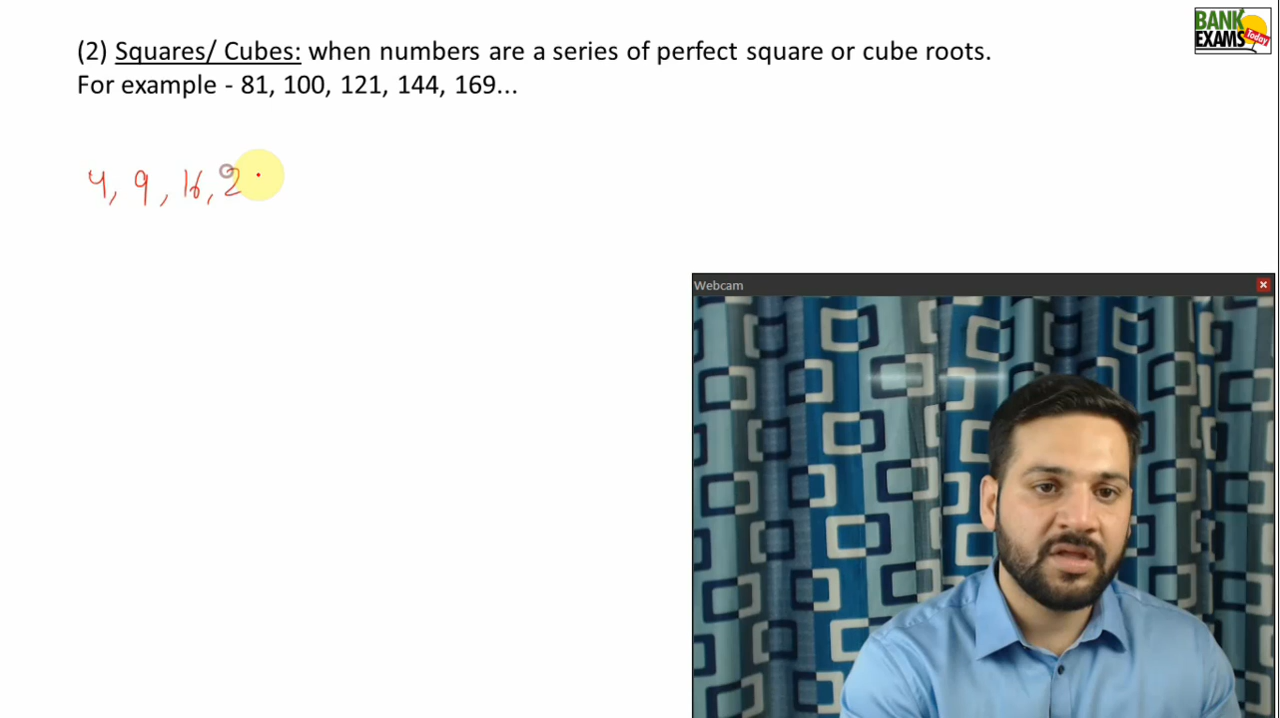 BANK
EXAMS Today
(2) Squares/ Cubes: when numbers are a series of perfect square or cube roots.
For example - 81, 100, 121, 144, 169...
4, 9, 16, 2
Webcam